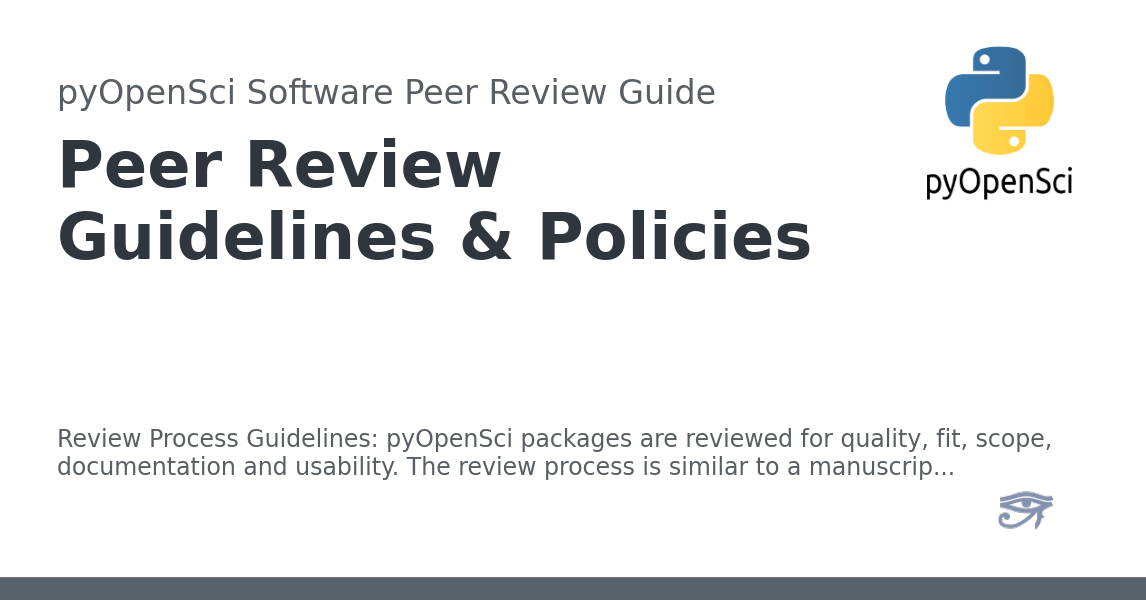 pyOpenSci Software Peer Review Guide
Peer Review
Guidelines & Policies
pyOpenSci
Review Process Guidelines: pyOpenSci packages are reviewed for quality, fit, scope,
documentation and usability. The review process is similar to a manuscrip...